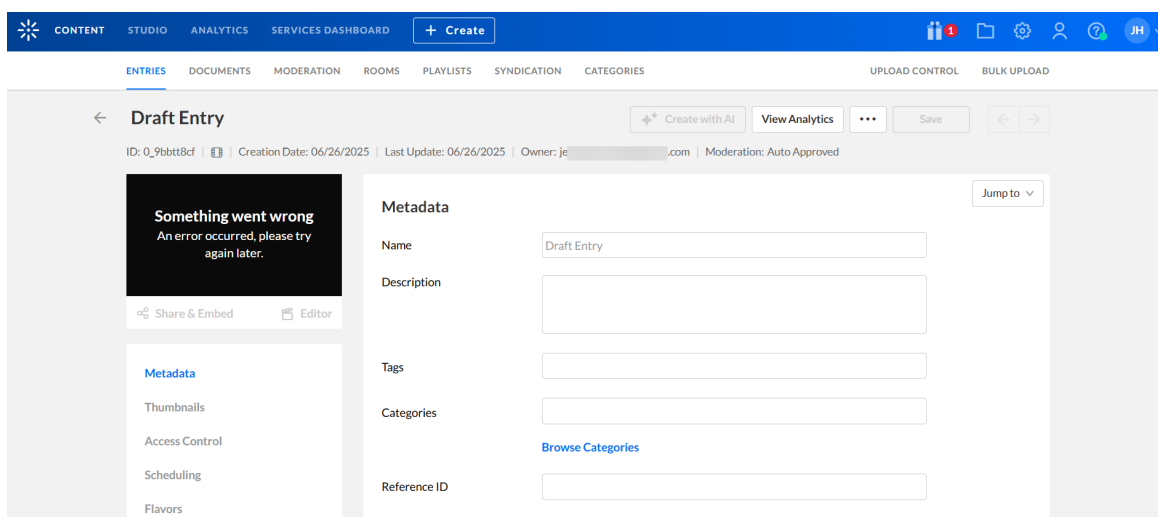 CONTENT STUDIO ANALYTICS SERVICES DASHBOARD + Create 1 JH
ENTRIES DOCUMENTS MODERATION ROOMS PLAYLISTS SYNDICATION CATEGORIES UPLOAD CONTROL BULK UPLOAD
Draft Entry Create with AI View Analytics ••• Save
ID: 0_9bbtt8cf | Creation Date: 06/26/2025 | Last Update: 06/26/2025 | Owner: je .com | Moderation: Auto Approved
Something went wrong
An error occurred, please try
again later.
Share & Embed Editor
Metadata
Thumbnails
Access Control
Scheduling
Flavors
Jump to
Metadata
Name Draft Entry
Description
Tags
Categories
Browse Categories
Reference ID